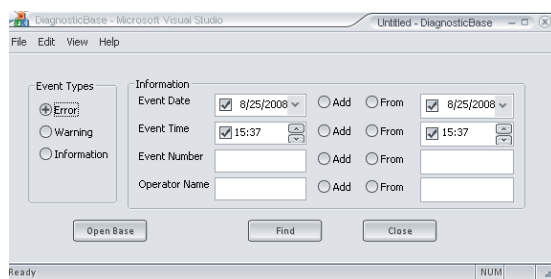 DiagnosticBase - Microsoft Visual Studio
Untitled - DiagnosticBase
File Edit View Help
Event Types
Error
Warning
Information
Information
Event Date 8/25/2008 Add From 8/25/2008
Event Time 15:37 Add From 15:37
Event Number Add From
Operator Name Add From
Open Base Find Close
Ready NUM